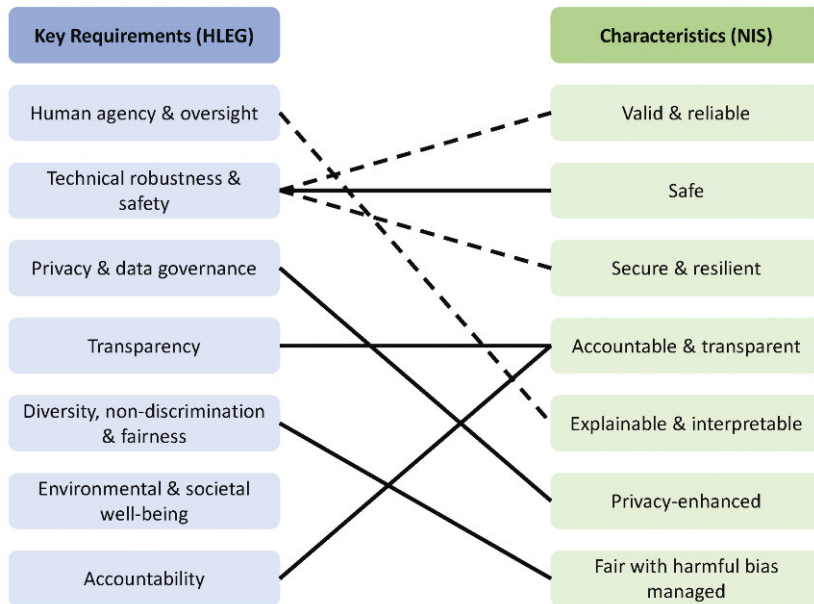 Key Requirements (HLEG)
Human agency & oversight
Technical robustness &
safety
Privacy & data governance
Transparency
Diversity, non-discrimination
& fairness
Environmental & societal
well-being
Accountability
Characteristics (NIS)
Valid & reliable
Safe
Secure & resilient
Accountable & transparent
Explainable & interpretable
Privacy-enhanced
Fair with harmful bias
managed